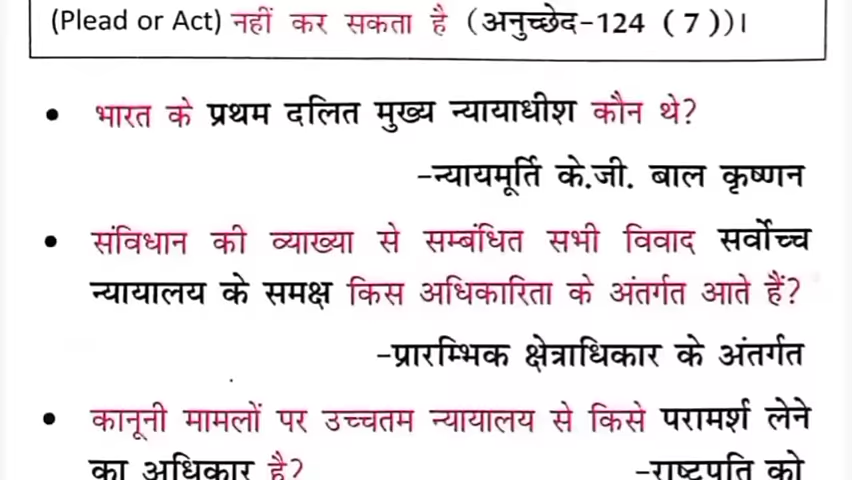 (Plead or Act) नहीं कर सकता है (अनुच्छेद-124 (7))।
• भारत के प्रथम दलित मुख्य न्यायाधीश कौन थे?
-न्यायमूर्ति के.जी. बाल कृष्णन
• संविधान की व्याख्या से सम्बंधित सभी विवाद सर्वोच्च
न्यायालय के समक्ष किस अधिकारिता के अंतर्गत आते हैं?
-प्रारम्भिक क्षेत्राधिकार के अंतर्गत
• कानूनी मामलों पर उच्चतम न्यायालय से किसे परामर्श लेने
का अधिकार है? -राष्ट्रपति को